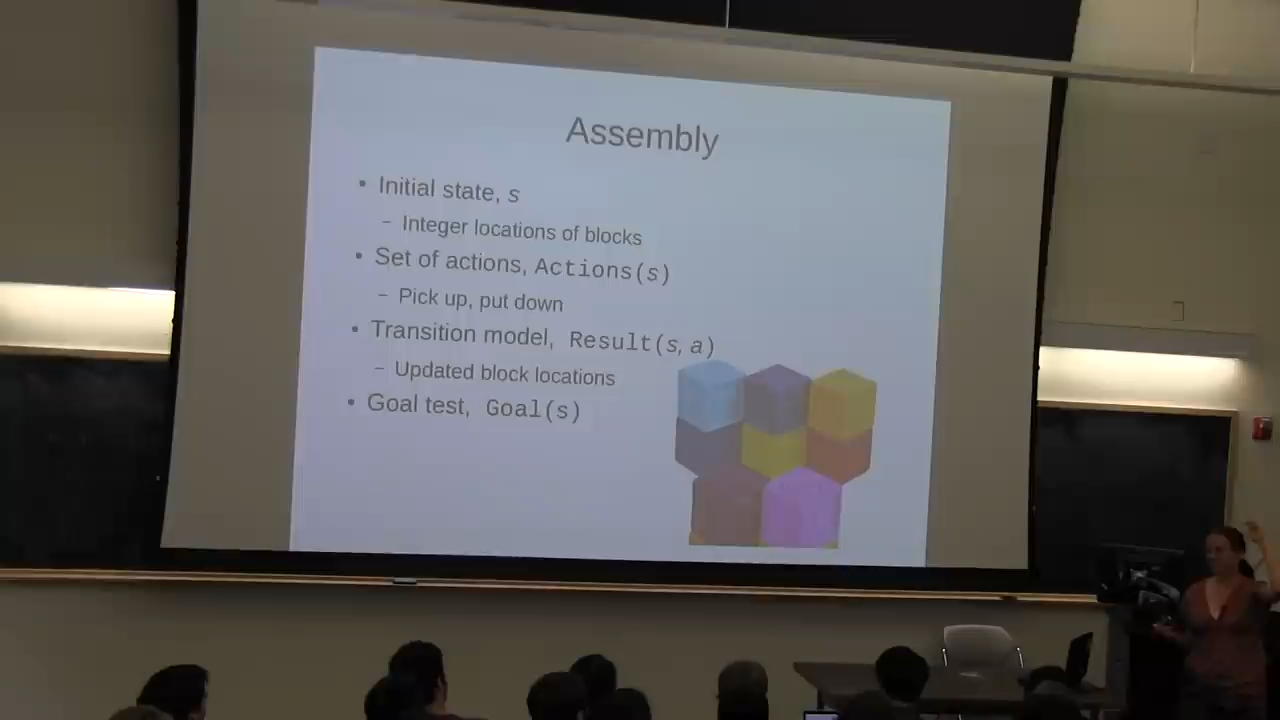 Assembly
• Initial state, s
– Integer locations of blocks
• Set of actions, Actions(s)
– Pick up, put down
• Transition model, Result(s, a)
– Updated block locations
• Goal test, Goal(s)